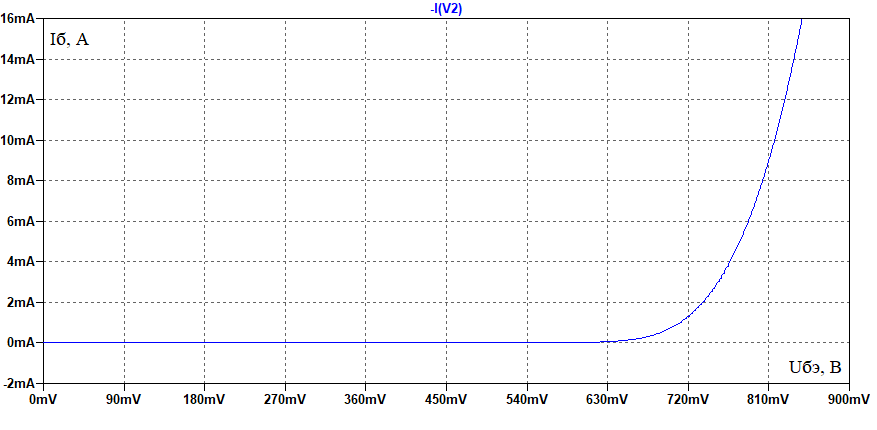 -I(V2)
16mA
Iб, А
14mA
12mA
10mA
8mA
6mA
4mA
2mA
0mA
Uбэ, В
-2mA
0mV 90mV 180mV 270mV 360mV 450mV 540mV 630mV 720mV 810mV 900mV